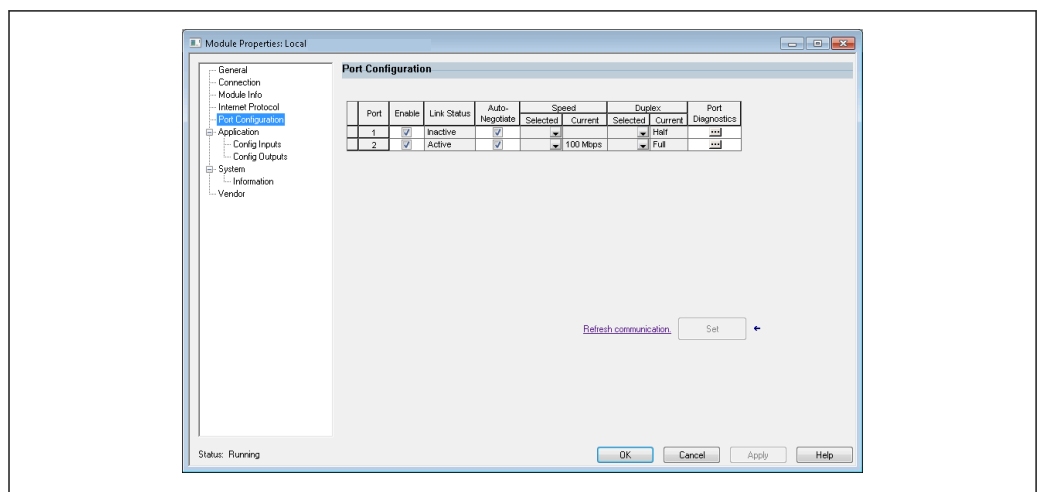 Module Properties: Local
General
Connection
Module Info
Internet Protocol
Port Configuration
Application
Config Inputs
Config Outputs
System
Information
Vendor
Port Configuration
Port Enable Link Status Auto-Negotiate Speed Duplex Port Diagnostics
Selected Current Selected Current
1 Inactive Half ...
2 Active 100 Mbps Full ...
Refresh communication. Set
Status: Running OK Cancel Apply Help